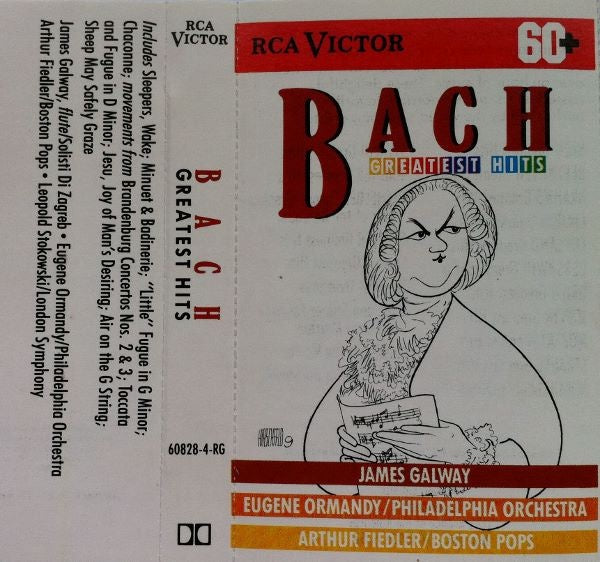 Includes Sleepers, Wake; Minuet & Badinerie; "Little" Fugue in G Minor;
Chaconne; movements from Brandenburg Concertos Nos. 2 & 3; Toccata
and Fugue in D Minor; Jesu, Joy of Man's Desiring; Air on the G String;
Sheep May Safely Graze
James Galway, flute/Solisti Di Zagreb • Eugene Ormandy/Philadelphia Orchestra
Arthur Fiedler/Boston Pops • Leopold Stokowski/London Symphony
RCA
VICTOR
BACH
GREATEST HITS
60828-4-RG
RCA VICTOR
60+
BACH
GREATEST HITS
HIRSCHFELD 9
JAMES GALWAY
EUGENE ORMANDY/PHILADELPHIA ORCHESTRA
ARTHUR FIEDLER/BOSTON POPS